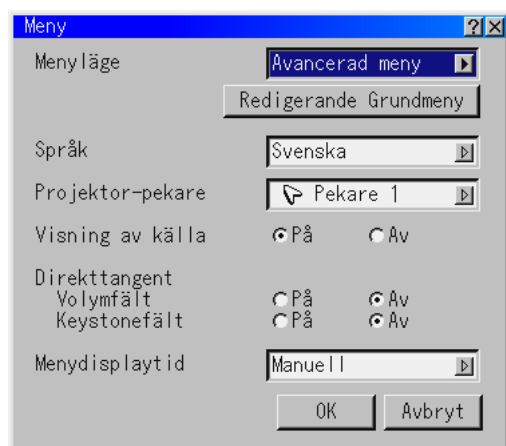 Meny
Menyläge Avancerad meny
Redigerande Grundmeny
Språk Svenska
Projektor-pekare Pekare 1
Visning av källa På Av
Direkttangent
Volymfält På Av
Keystonefält På Av
Menydisplaytid Manuell
OK Avbryt